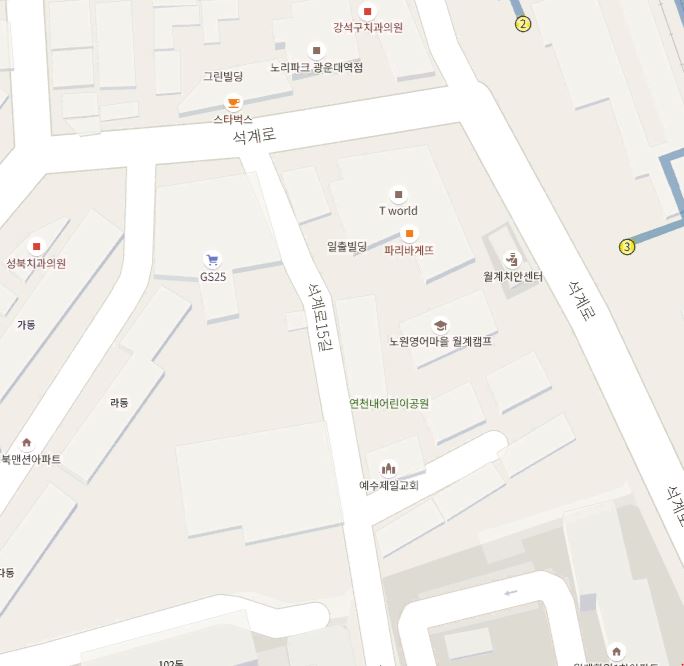 2
강석구치과의원
노리파크 광운대역점
그린빌딩
스타벅스
석계로
T world
파리바게뜨
일출빌딩
3
성북치과의원
GS25
월계치안센터
석계로
석계로15길
가동
노원영어마을 월계캠프
라동
연천내어린이공원
북맨션아파트
예수제일교회
석계로
102동